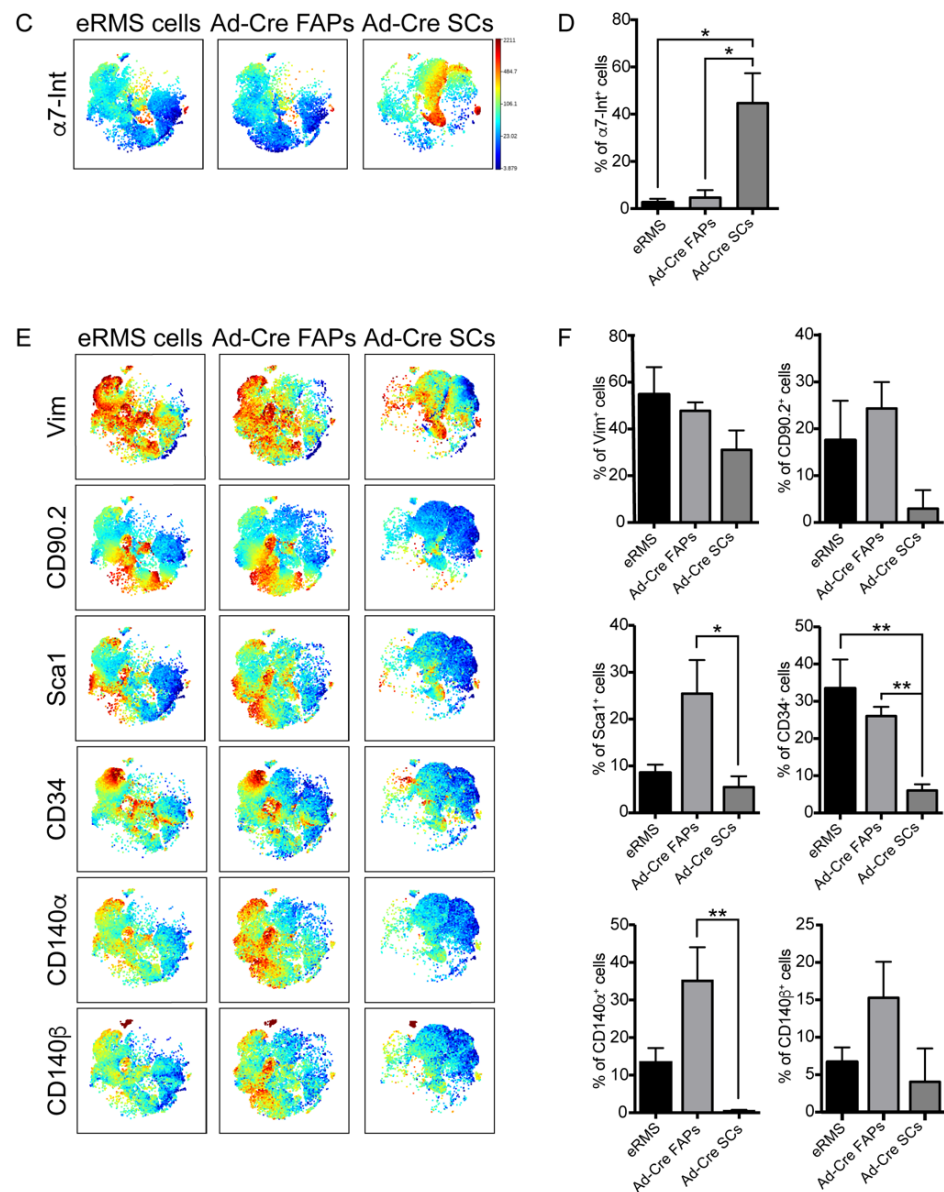 C
eRMS cells Ad-Cre FAPs Ad-Cre SCs
α7-Int
2211
484.7
106.1
23.02
3.879
D
% of α7-Int⁺ cells
80
60
40
20
0
* 
*
eRMS
Ad-Cre FAPs
Ad-Cre SCs
E
eRMS cells Ad-Cre FAPs Ad-Cre SCs
Vim
CD90.2
Sca1
CD34
CD140α
CD140β
F
% of Vim⁺ cells
80
60
40
20
0
eRMS
Ad-Cre FAPs
Ad-Cre SCs
% of CD90.2⁺ cells
40
30
20
10
0
eRMS
Ad-Cre FAPs
Ad-Cre SCs
% of Sca1⁺ cells
40
30
20
10
0
*
eRMS
Ad-Cre FAPs
Ad-Cre SCs
% of CD34⁺ cells
50
40
30
20
10
0
**
**
eRMS
Ad-Cre FAPs
Ad-Cre SCs
% of CD140α⁺ cells
50
40
30
20
10
0
**
eRMS
Ad-Cre FAPs
Ad-Cre SCs
% of CD140β⁺ cells
25
20
15
10
5
0
eRMS
Ad-Cre FAPs
Ad-Cre SCs